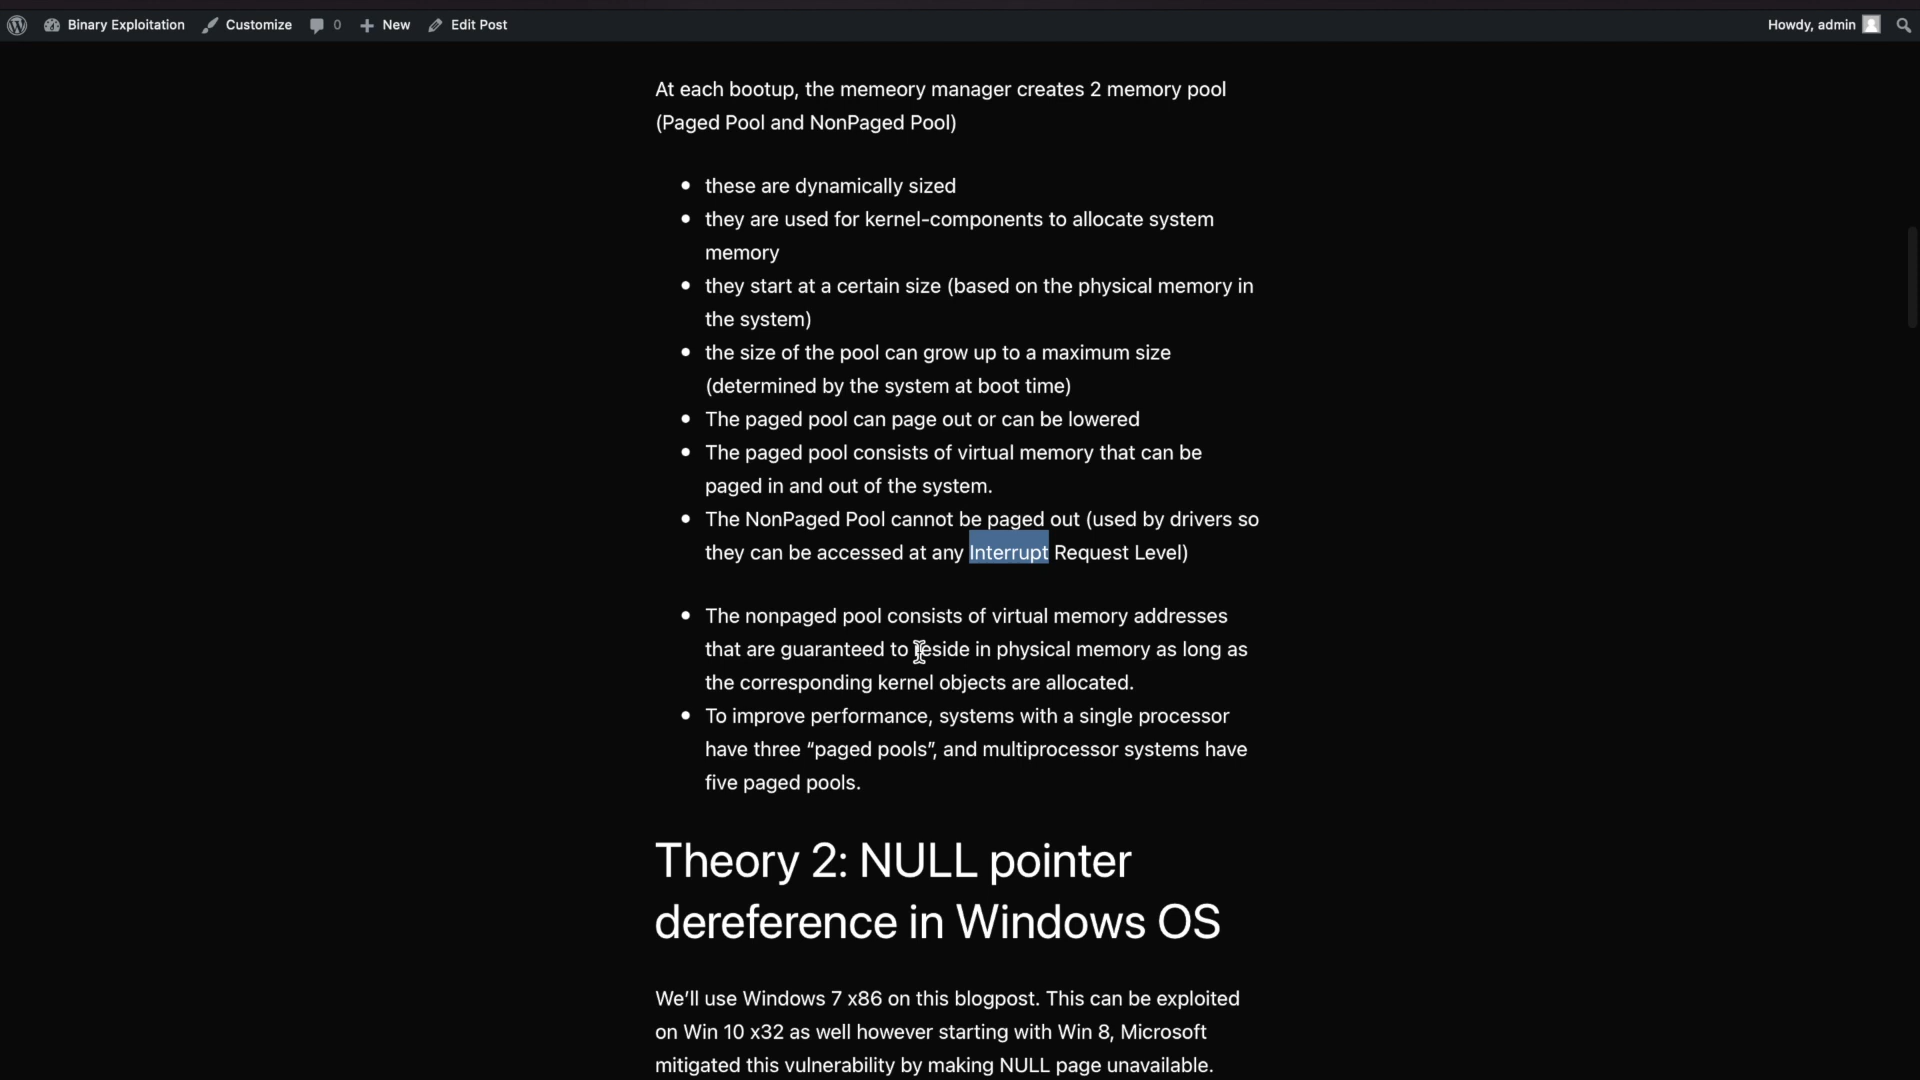 Binary Exploitation Customize 0 New Edit Post Howdy, admin
At each bootup, the memeory manager creates 2 memory pool
(Paged Pool and NonPaged Pool)
these are dynamically sized
they are used for kernel-components to allocate system
memory
they start at a certain size (based on the physical memory in
the system)
the size of the pool can grow up to a maximum size
(determined by the system at boot time)
The paged pool can page out or can be lowered
The paged pool consists of virtual memory that can be
paged in and out of the system.
The NonPaged Pool cannot be paged out (used by drivers so
they can be accessed at any Interrupt Request Level)
The nonpaged pool consists of virtual memory addresses
that are guaranteed to reside in physical memory as long as
the corresponding kernel objects are allocated.
To improve performance, systems with a single processor
have three “paged pools”, and multiprocessor systems have
five paged pools.
Theory 2: NULL pointer
dereference in Windows OS
We’ll use Windows 7 x86 on this blogpost. This can be exploited
on Win 10 x32 as well however starting with Win 8, Microsoft
mitigated this vulnerability by making NULL page unavailable.